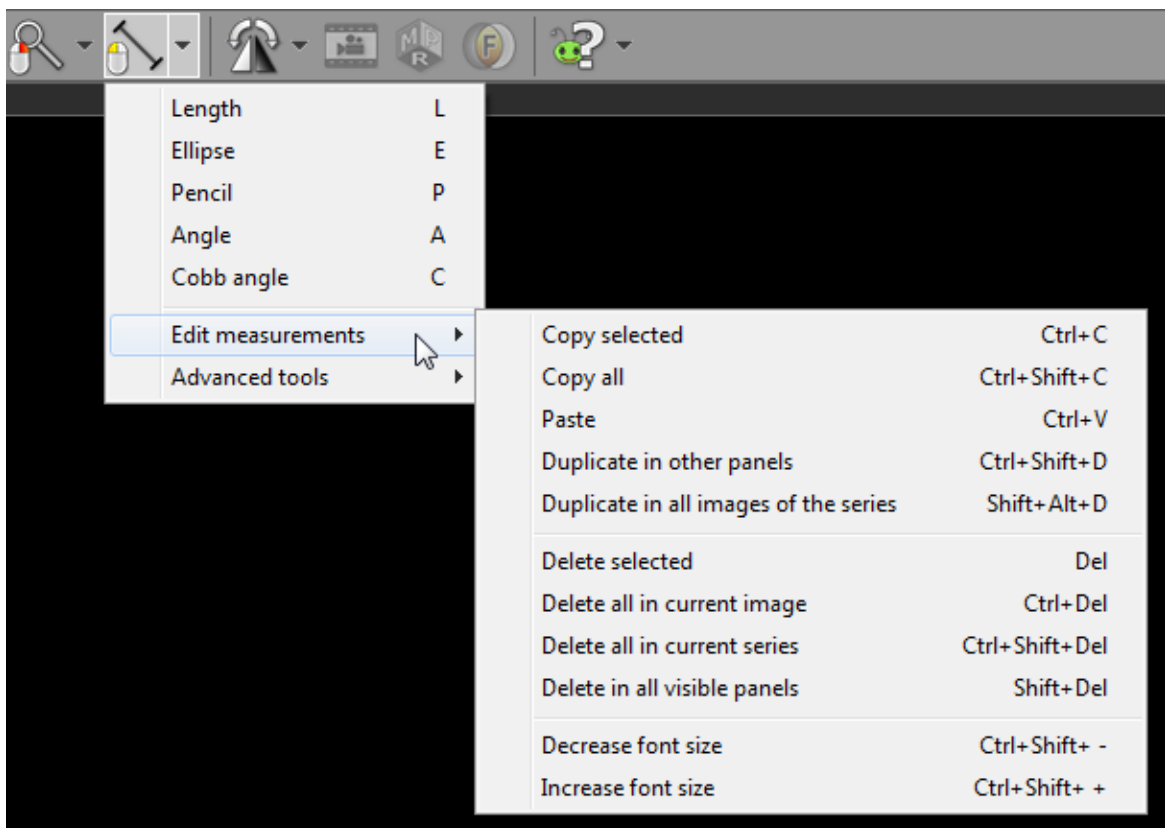 MPR
F
?
Length L
Ellipse E
Pencil P
Angle A
Cobb angle C
Edit measurements
Advanced tools
Copy selected Ctrl+C
Copy all Ctrl+Shift+C
Paste Ctrl+V
Duplicate in other panels Ctrl+Shift+D
Duplicate in all images of the series Shift+Alt+D
Delete selected Del
Delete all in current image Ctrl+Del
Delete all in current series Ctrl+Shift+Del
Delete in all visible panels Shift+Del
Decrease font size Ctrl+Shift+ -
Increase font size Ctrl+Shift+ +